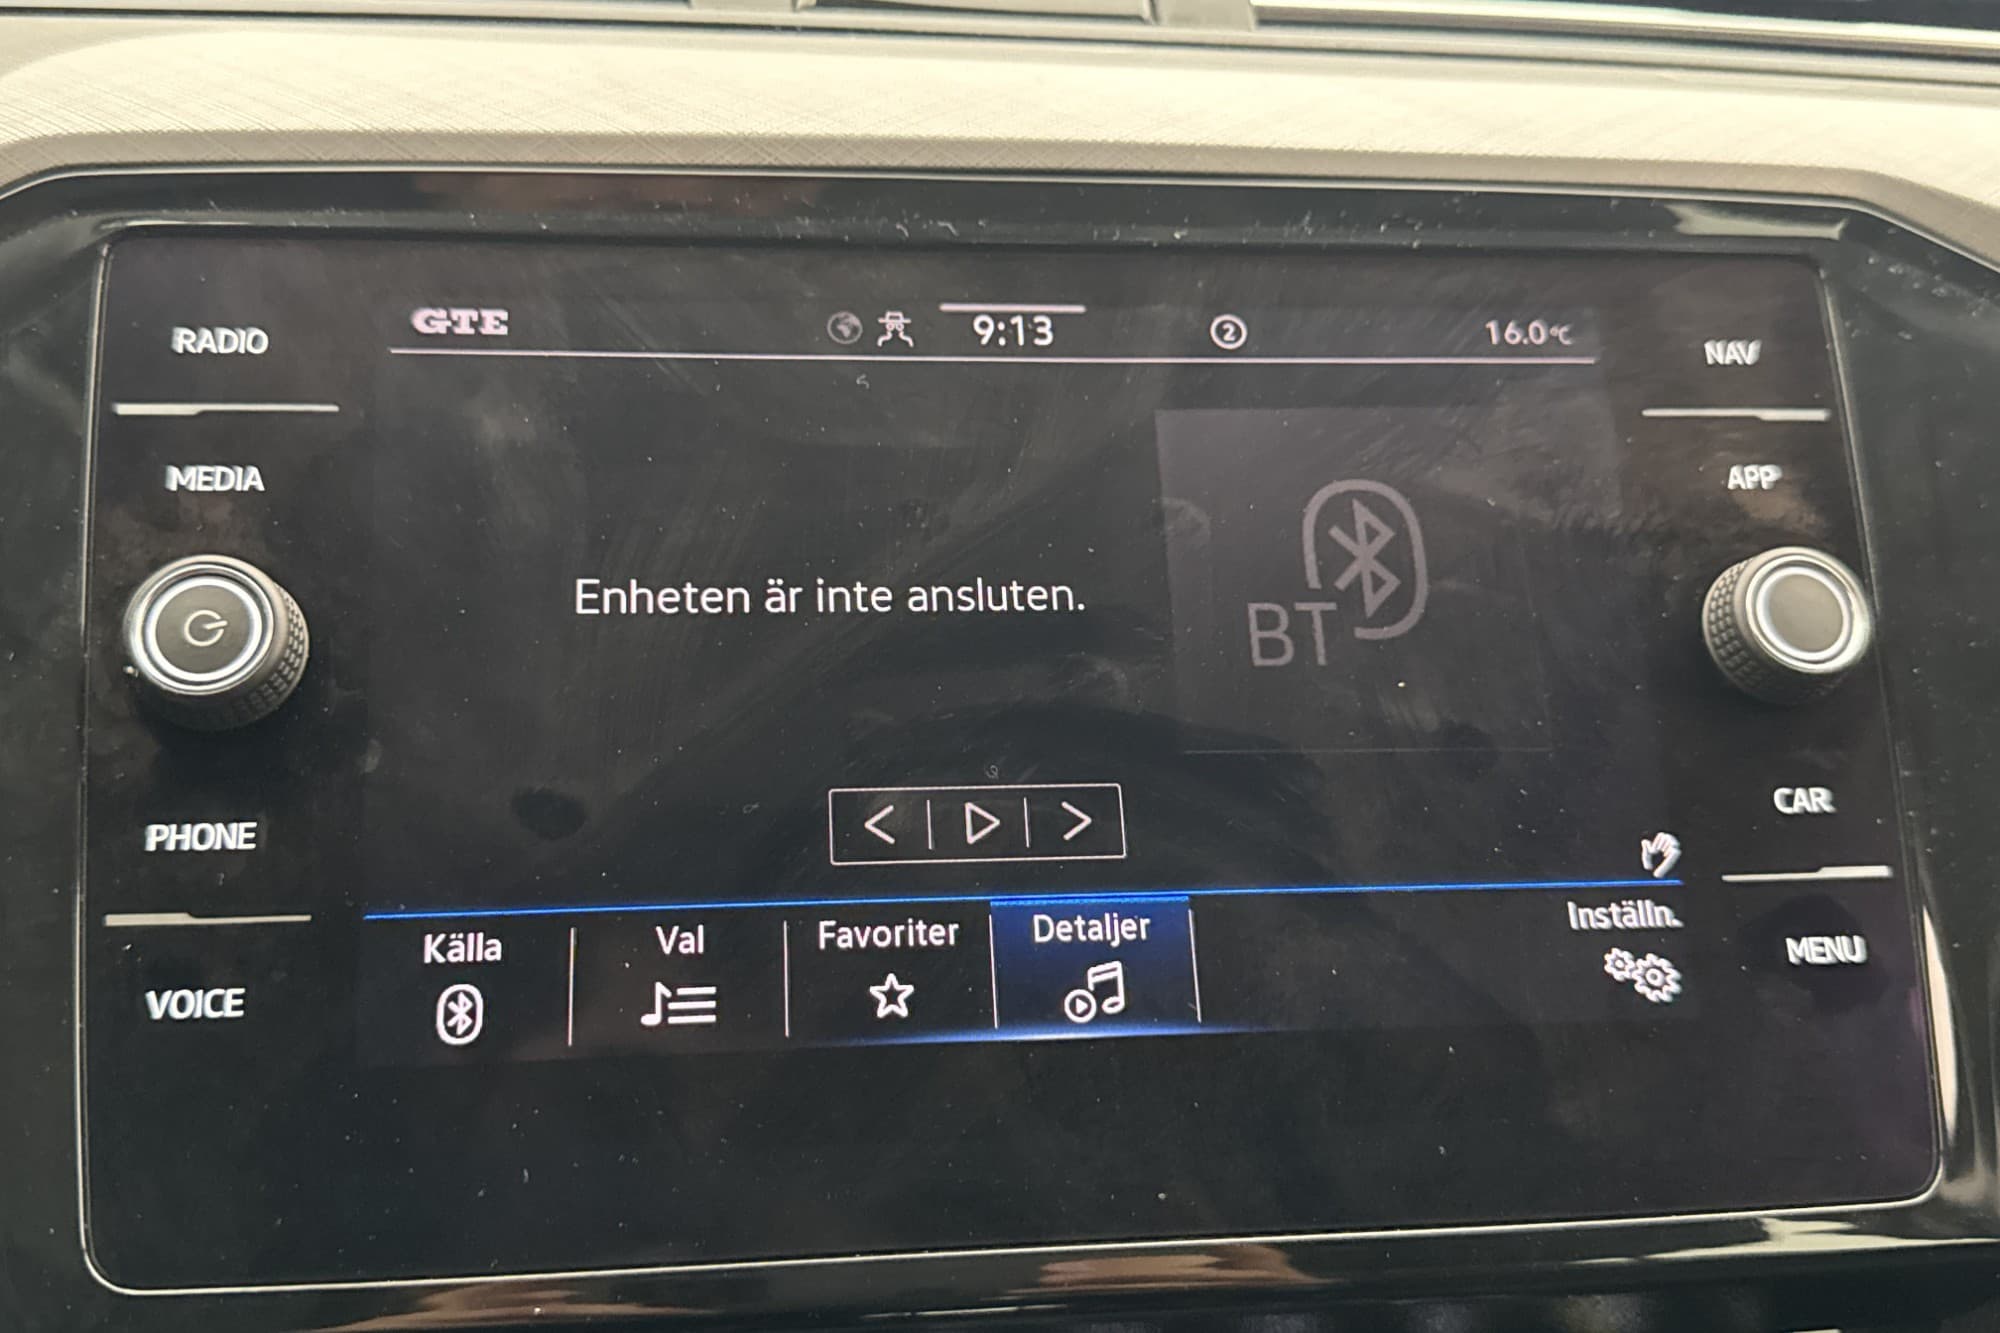 GTE 9:13 2 16.0°C
RADIO
MEDIA
PHONE
VOICE
NAV
APP
CAR
MENU
Enheten är inte ansluten.
BT
Källa Val Favoriter Detaljer Inställn.